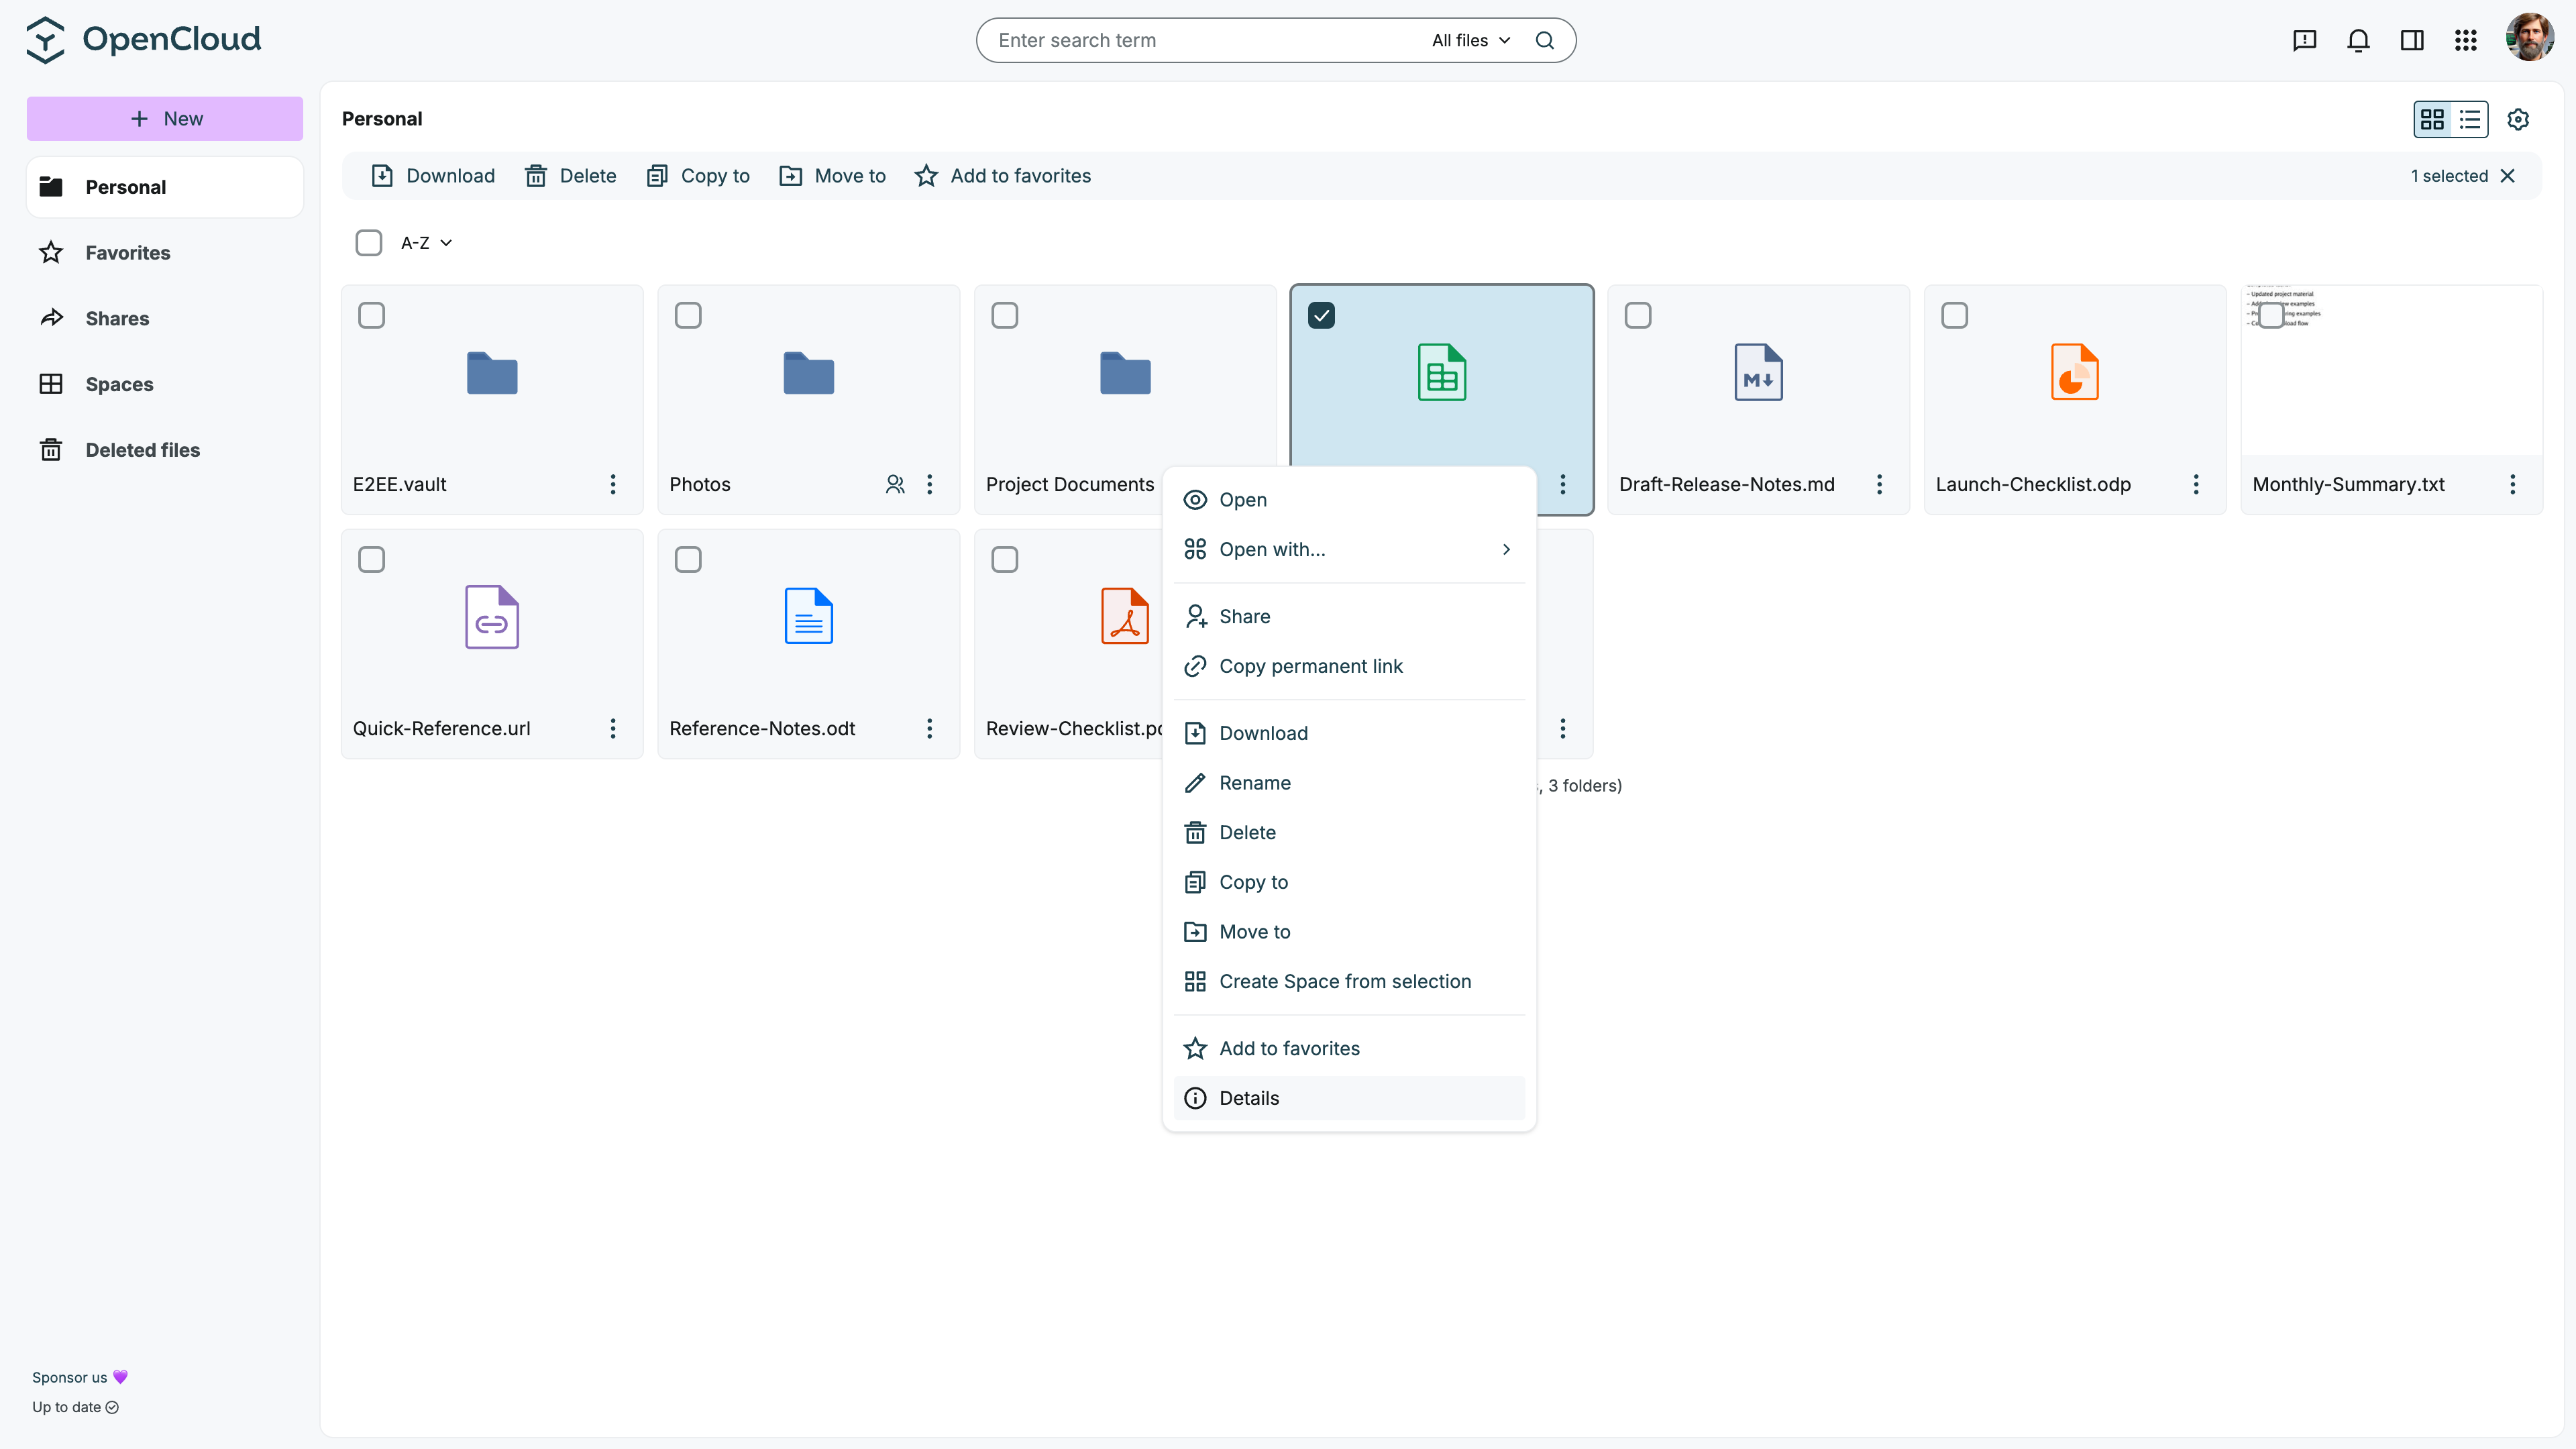 OpenCloud
Enter search term
All files
New
Personal
Favorites
Shares
Spaces
Deleted files
Sponsor us 💜
Up to date
Personal
Download
Delete
Copy to
Move to
Add to favorites
1 selected
A-Z
- Updated project material
E2EE.vault
Photos
Project Documents
Draft-Release-Notes.md
Launch-Checklist.odp
Monthly-Summary.txt
Quick-Reference.url
Reference-Notes.odt
Review-Checklist.p
, 3 folders)
Open
Open with...
Share
Copy permanent link
Download
Rename
Delete
Copy to
Move to
Create Space from selection
Add to favorites
Details